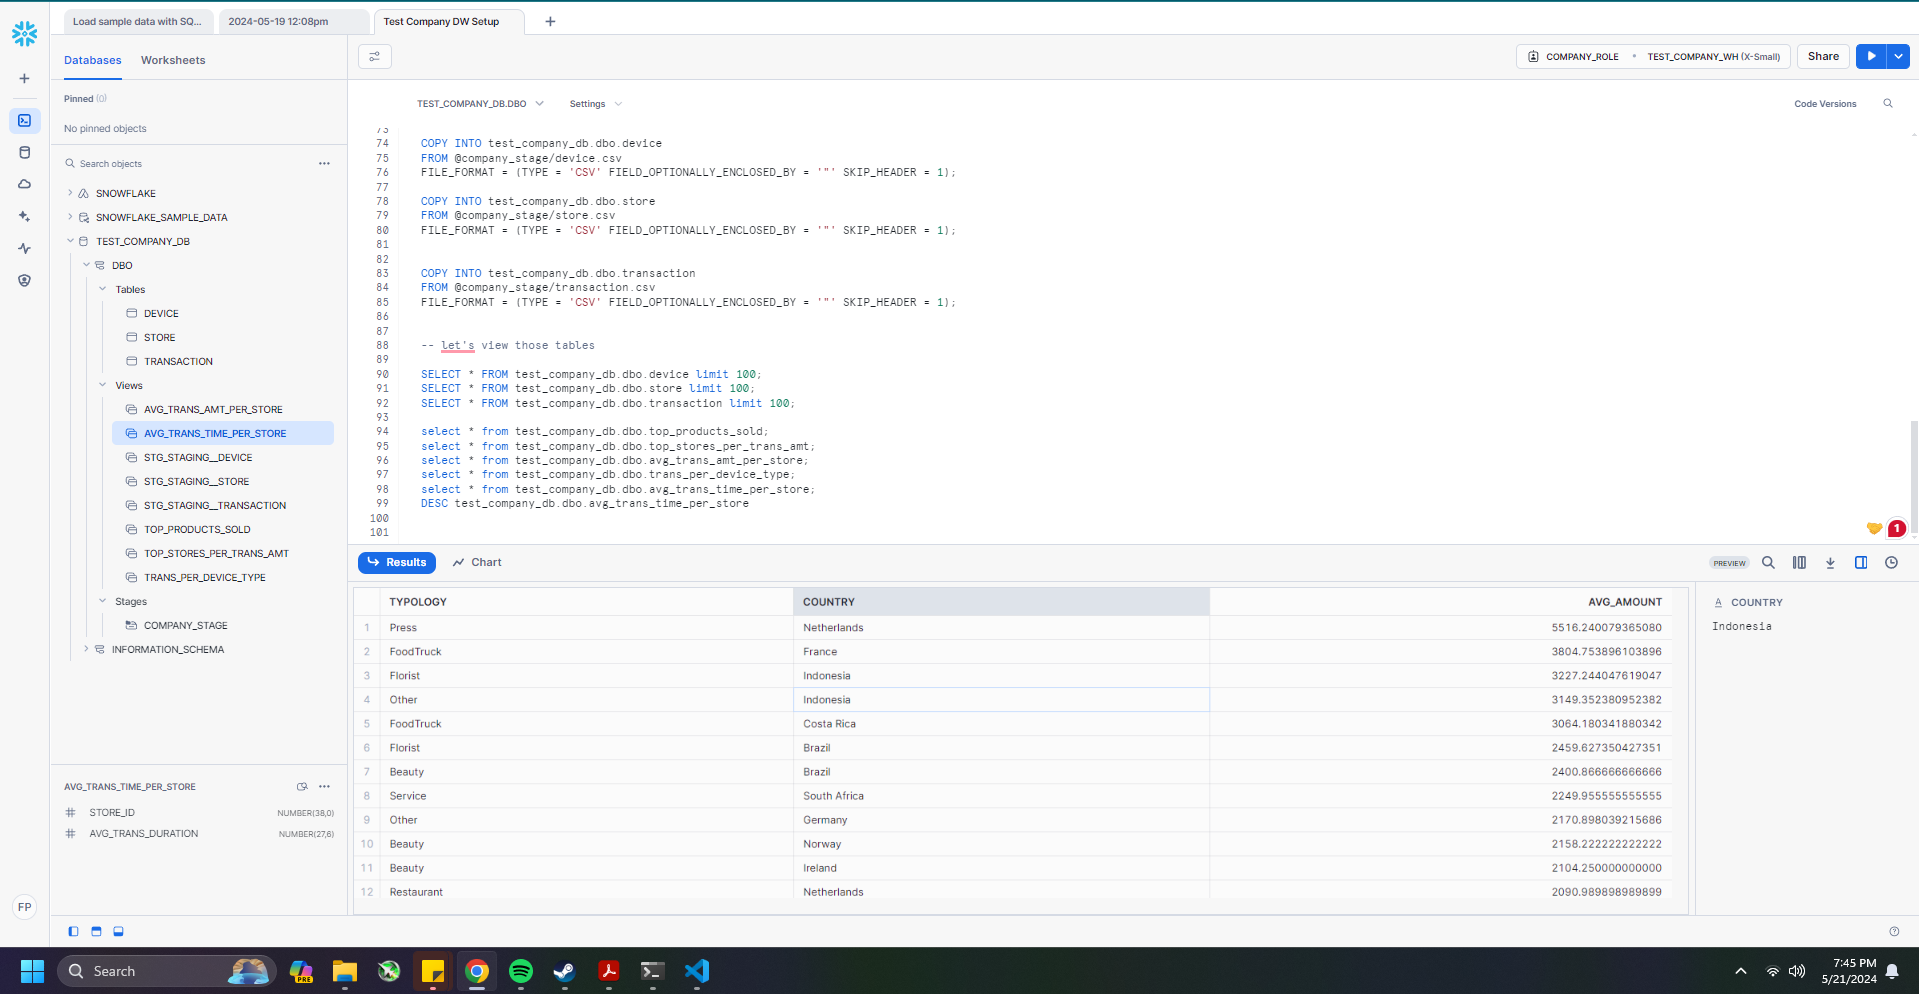 Load sample data with SQ...
2024-05-19 12:08pm
Test Company DW Setup
Databases
Worksheets
COMPANY_ROLE
TEST_COMPANY_WH (X-Small)
Share
Pinned (0)
No pinned objects
Search objects
SNOWFLAKE
SNOWFLAKE_SAMPLE_DATA
TEST_COMPANY_DB
DBO
Tables
DEVICE
STORE
TRANSACTION
Views
AVG_TRANS_AMT_PER_STORE
AVG_TRANS_TIME_PER_STORE
STG_STAGING__DEVICE
STG_STAGING__STORE
STG_STAGING__TRANSACTION
TOP_PRODUCTS_SOLD
TOP_STORES_PER_TRANS_AMT
TRANS_PER_DEVICE_TYPE
Stages
COMPANY_STAGE
INFORMATION_SCHEMA
AVG_TRANS_TIME_PER_STORE
STORE_ID NUMBER(38,0)
AVG_TRANS_DURATION NUMBER(27,6)
FP
TEST_COMPANY_DB.DBO
Settings
Code Versions
73
74 COPY INTO test_company_db.dbo.device
75 FROM @company_stage/device.csv
76 FILE_FORMAT = (TYPE = 'CSV' FIELD_OPTIONALLY_ENCLOSED_BY = '"' SKIP_HEADER = 1);
77
78 COPY INTO test_company_db.dbo.store
79 FROM @company_stage/store.csv
80 FILE_FORMAT = (TYPE = 'CSV' FIELD_OPTIONALLY_ENCLOSED_BY = '"' SKIP_HEADER = 1);
81
82
83 COPY INTO test_company_db.dbo.transaction
84 FROM @company_stage/transaction.csv
85 FILE_FORMAT = (TYPE = 'CSV' FIELD_OPTIONALLY_ENCLOSED_BY = '"' SKIP_HEADER = 1);
86
87
88 -- let's view those tables
89
90 SELECT * FROM test_company_db.dbo.device limit 100;
91 SELECT * FROM test_company_db.dbo.store limit 100;
92 SELECT * FROM test_company_db.dbo.transaction limit 100;
93
94 select * from test_company_db.dbo.top_products_sold;
95 select * from test_company_db.dbo.top_stores_per_trans_amt;
96 select * from test_company_db.dbo.avg_trans_amt_per_store;
97 select * from test_company_db.dbo.trans_per_device_type;
98 select * from test_company_db.dbo.avg_trans_time_per_store;
99 DESC test_company_db.dbo.avg_trans_time_per_store
100
101
1
Results
Chart
PREVIEW
TYPOLOGY COUNTRY AVG_AMOUNT
1 Press Netherlands 5516.240079365080
2 FoodTruck France 3804.753896103896
3 Florist Indonesia 3227.244047619047
4 Other Indonesia 3149.352380952382
5 FoodTruck Costa Rica 3064.180341880342
6 Florist Brazil 2459.627350427351
7 Beauty Brazil 2400.866666666666
8 Service South Africa 2249.955555555555
9 Other Germany 2170.898039215686
10 Beauty Norway 2158.222222222222
11 Beauty Ireland 2104.250000000000
12 Restaurant Netherlands 2090.989898989899
A COUNTRY
Indonesia
Search
PRE
7:45 PM
5/21/2024